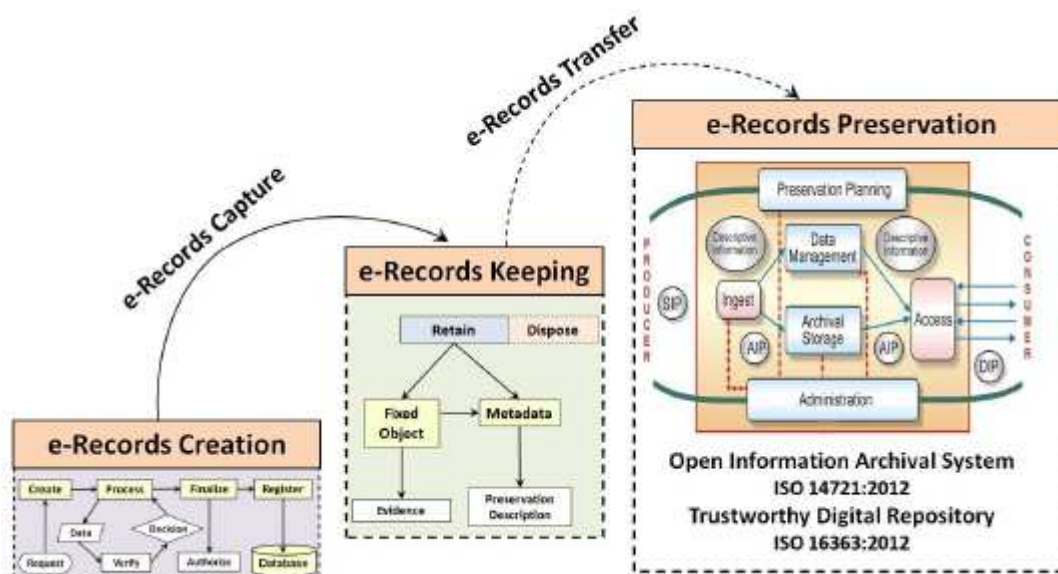 e-Records Creation
Create
Process
Finalize
Register
Data
Decision
Request
Verify
Authorise
Database
e-Records Capture
e-Records Keeping
Retain
Dispose
Fixed
Object
Metadata
Evidence
Preservation
Description
e-Records Transfer
e-Records Preservation
Preservation Planning
PRODUCER
CONSUMER
Descriptive
Information
Data
Management
Descriptive
Information
SIP
Ingest
Access
Archival
Storage
AIP
AIP
DIP
Administration
Open Information Archival System
ISO 14721:2012
Trustworthy Digital Repository
ISO 16363:2012